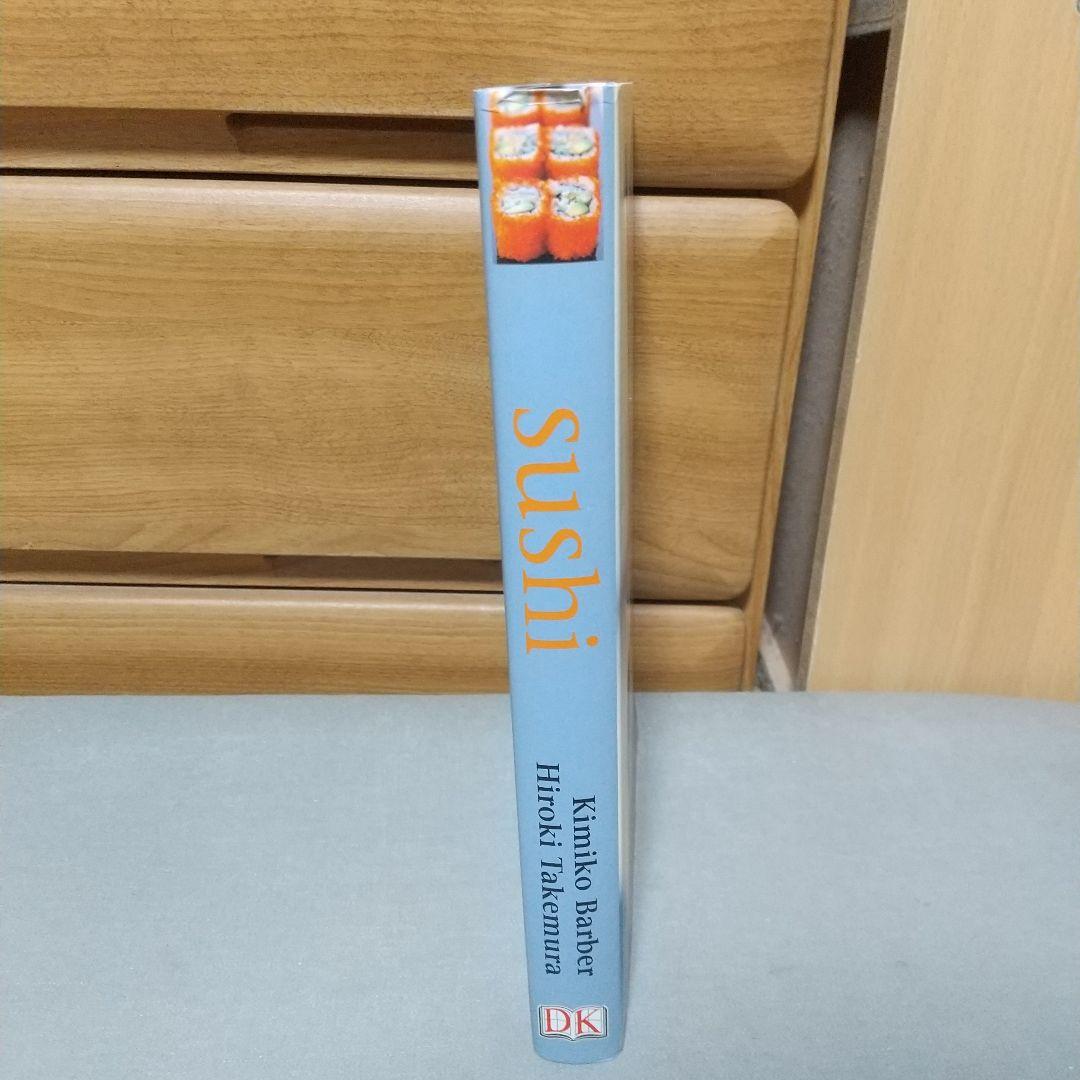 sushi
Kimiko Barber
Hiroki Takemura
DK